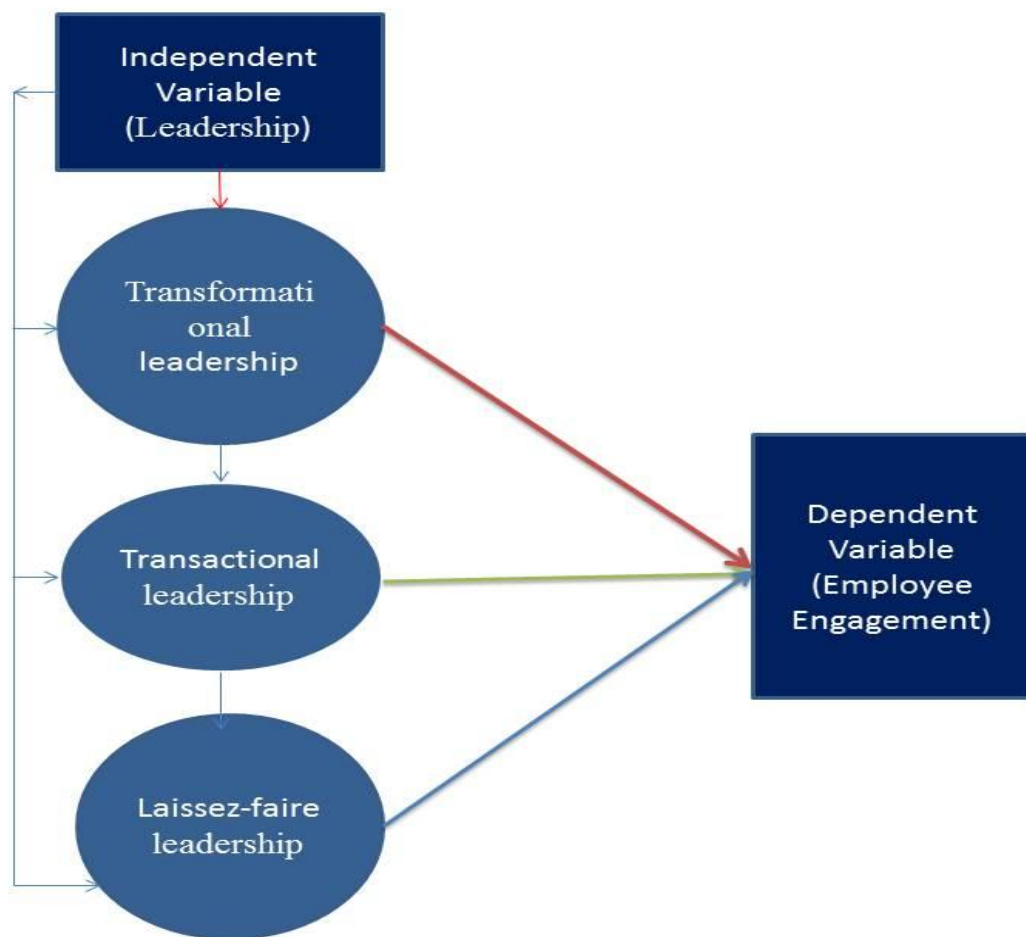 Independent
Variable
(Leadership)
Transformati
onal
leadership
Transactional
leadership
Laissez-faire
leadership
Dependent
Variable
(Employee
Engagement)